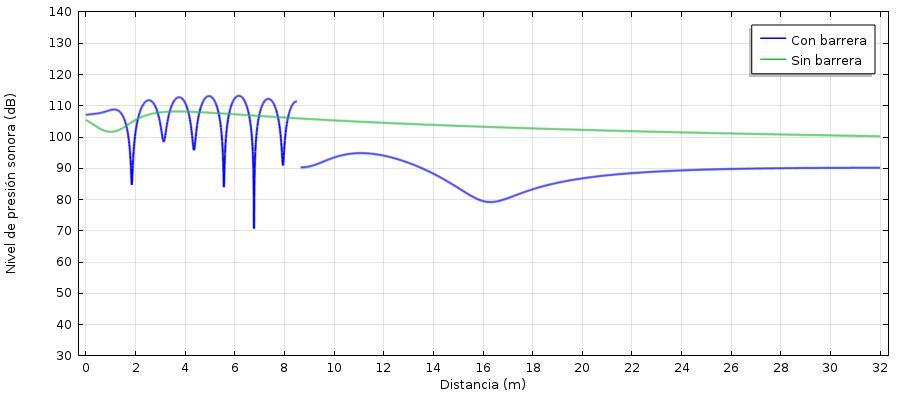 140
130
120
110
100
90
80
70
60
50
40
30
Nivel de presión sonora (dB)
Con barrera
Sin barrera
0 2 4 6 8 10 12 14 16 18 20 22 24 26 28 30 32
Distancia (m)